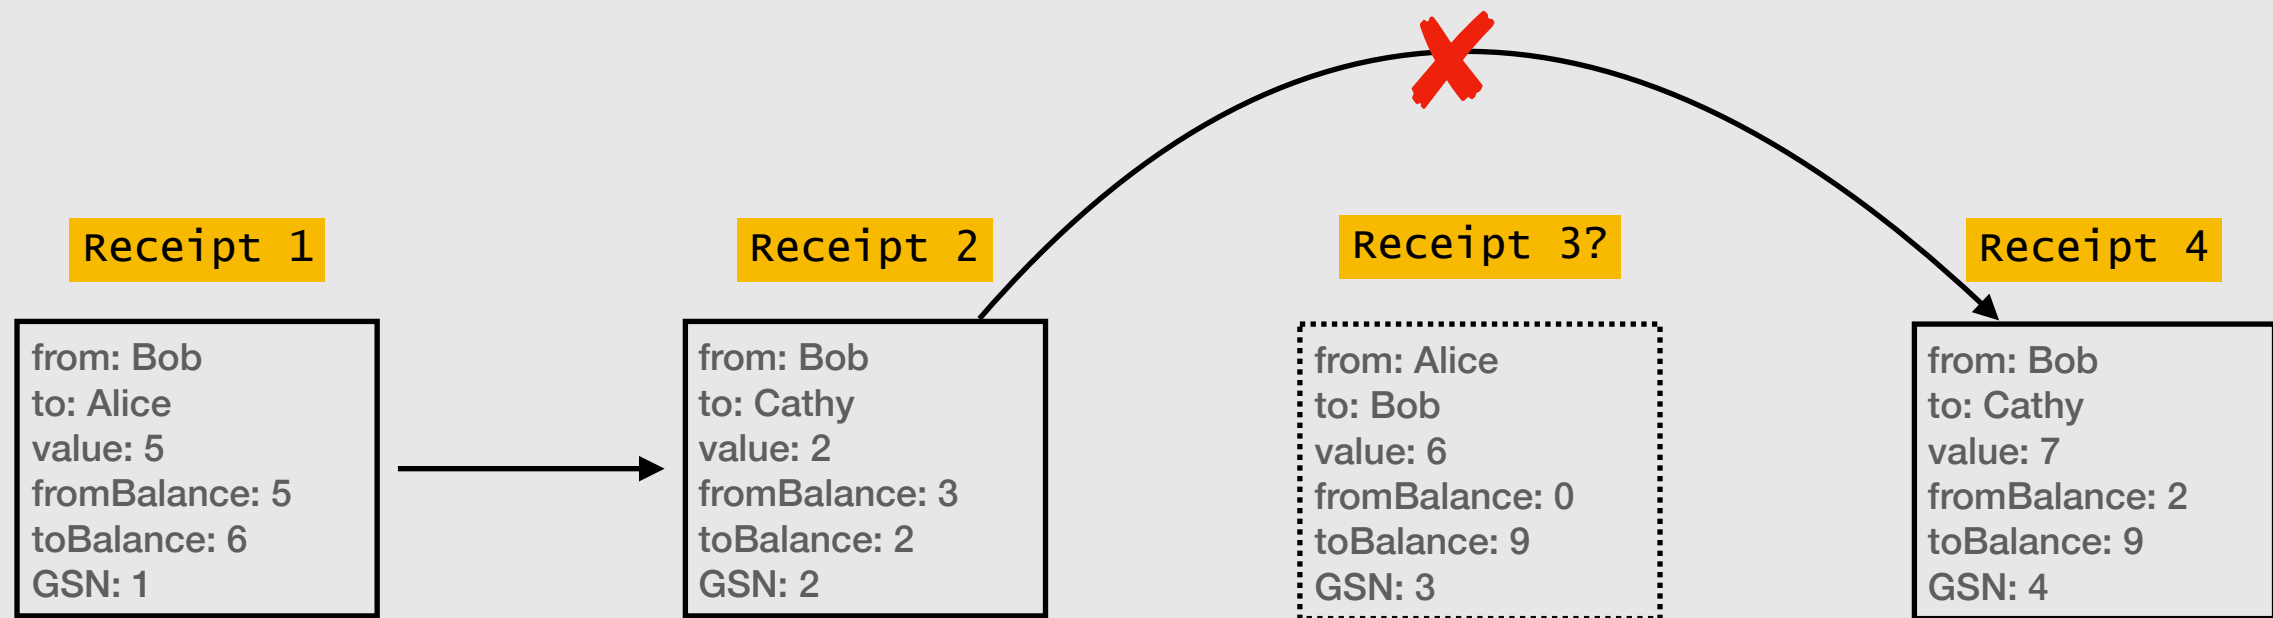 Receipt 1
from: Bob
to: Alice
value: 5
fromBalance: 5
toBalance: 6
GSN: 1
Receipt 2
from: Bob
to: Cathy
value: 2
fromBalance: 3
toBalance: 2
GSN: 2
Receipt 3?
from: Alice
to: Bob
value: 6
fromBalance: 0
toBalance: 9
GSN: 3
Receipt 4
from: Bob
to: Cathy
value: 7
fromBalance: 2
toBalance: 9
GSN: 4